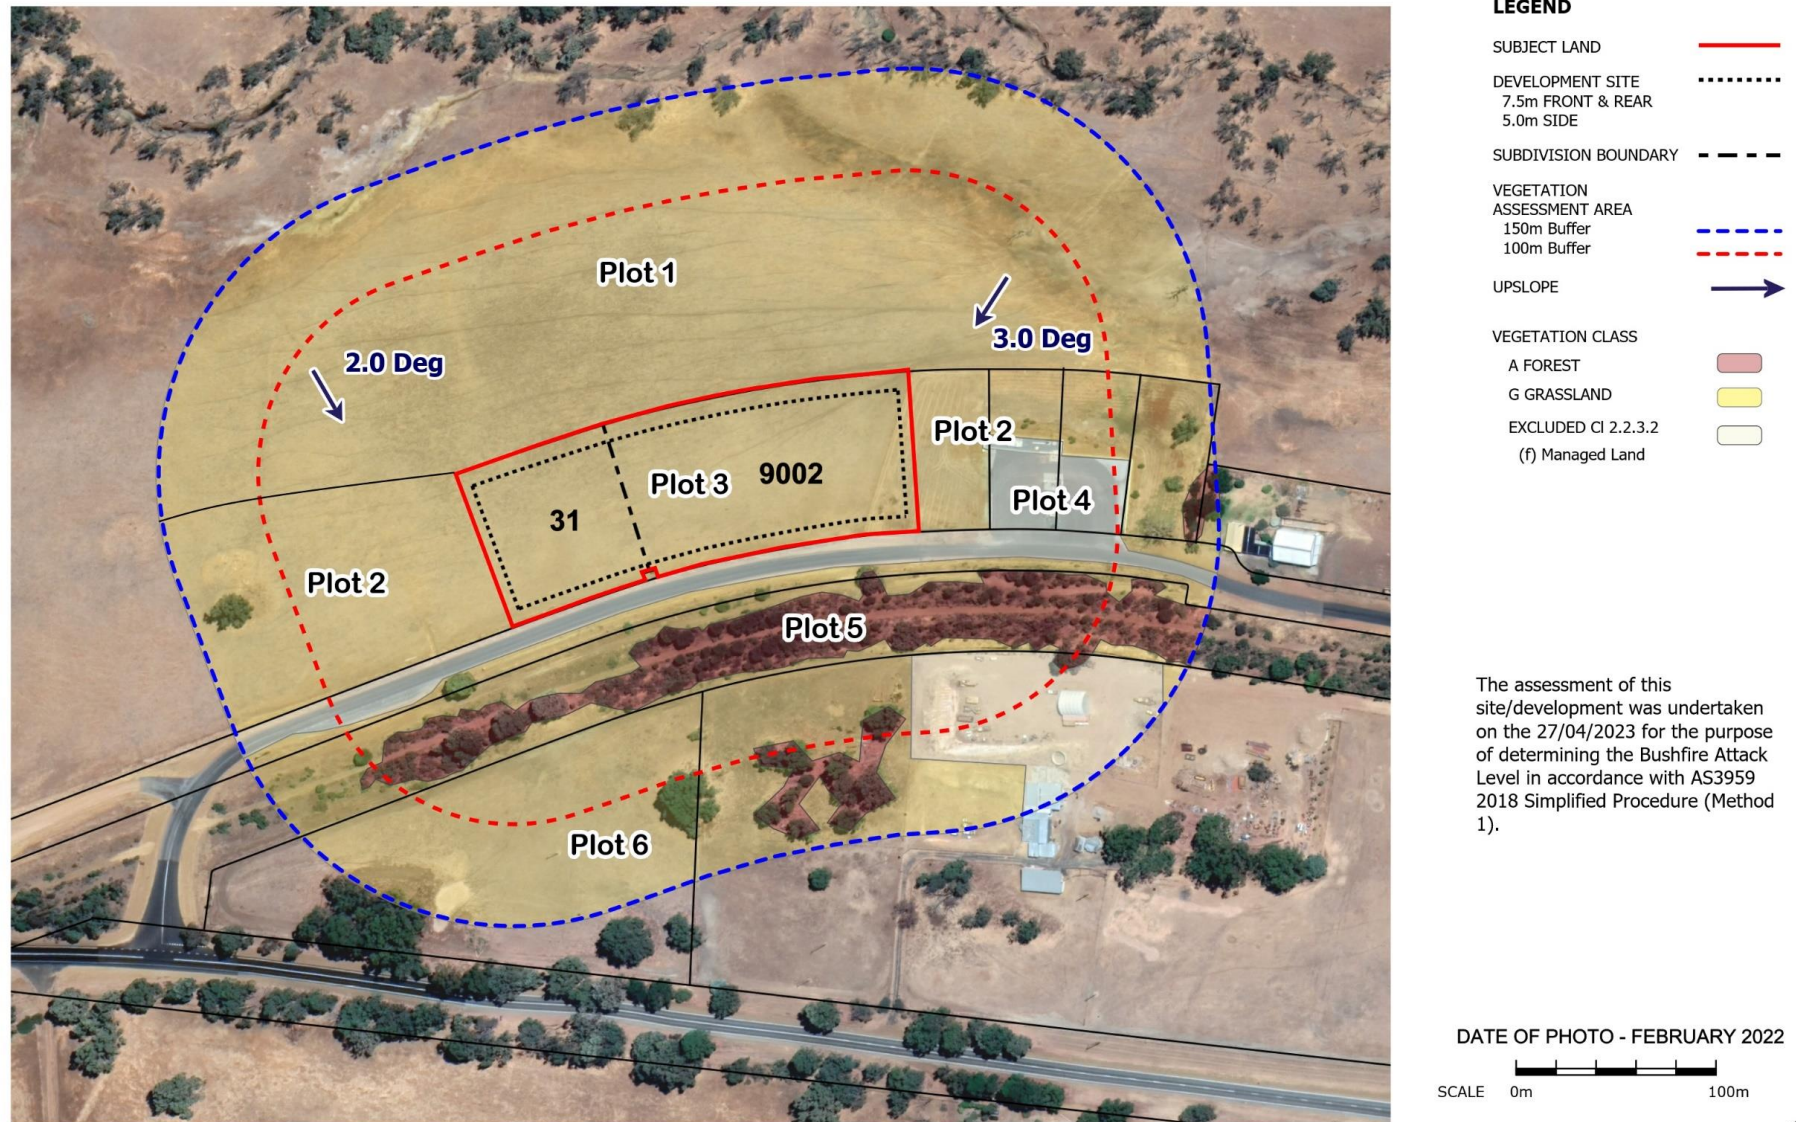 LEGEND
SUBJECT LAND
DEVELOPMENT SITE
7.5m FRONT & REAR
5.0m SIDE
SUBDIVISION BOUNDARY
VEGETATION
ASSESSMENT AREA
150m Buffer
100m Buffer
UPSLOPE
VEGETATION CLASS
A FOREST
G GRASSLAND
EXCLUDED Cl 2.2.3.2
(f) Managed Land
Plot 1
3.0 Deg
2.0 Deg
Plot 2
Plot 3
9002
Plot 4
31
Plot 2
Plot 5
Plot 6
The assessment of this
site/development was undertaken
on the 27/04/2023 for the purpose
of determining the Bushfire Attack
Level in accordance with AS3959
2018 Simplified Procedure (Method
1).
DATE OF PHOTO - FEBRUARY 2022
SCALE 0m 100m